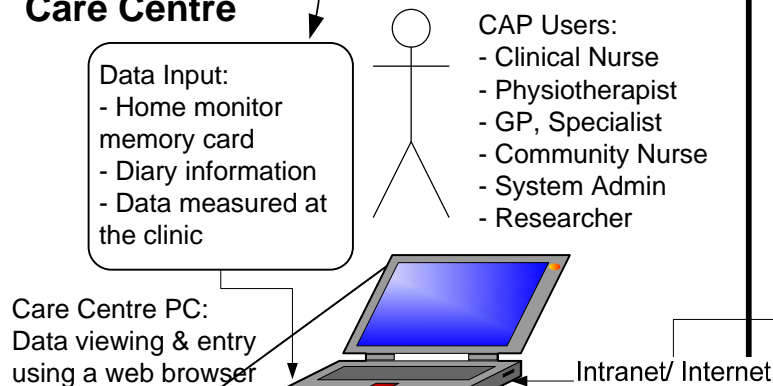 Care Centre
Data Input:
- Home monitor
memory card
- Diary information
- Data measured at
the clinic
CAP Users:
- Clinical Nurse
- Physiotherapist
- GP, Specialist
- Community Nurse
- System Admin
- Researcher
Care Centre PC:
Data viewing & entry
using a web browser
Intranet/ Internet